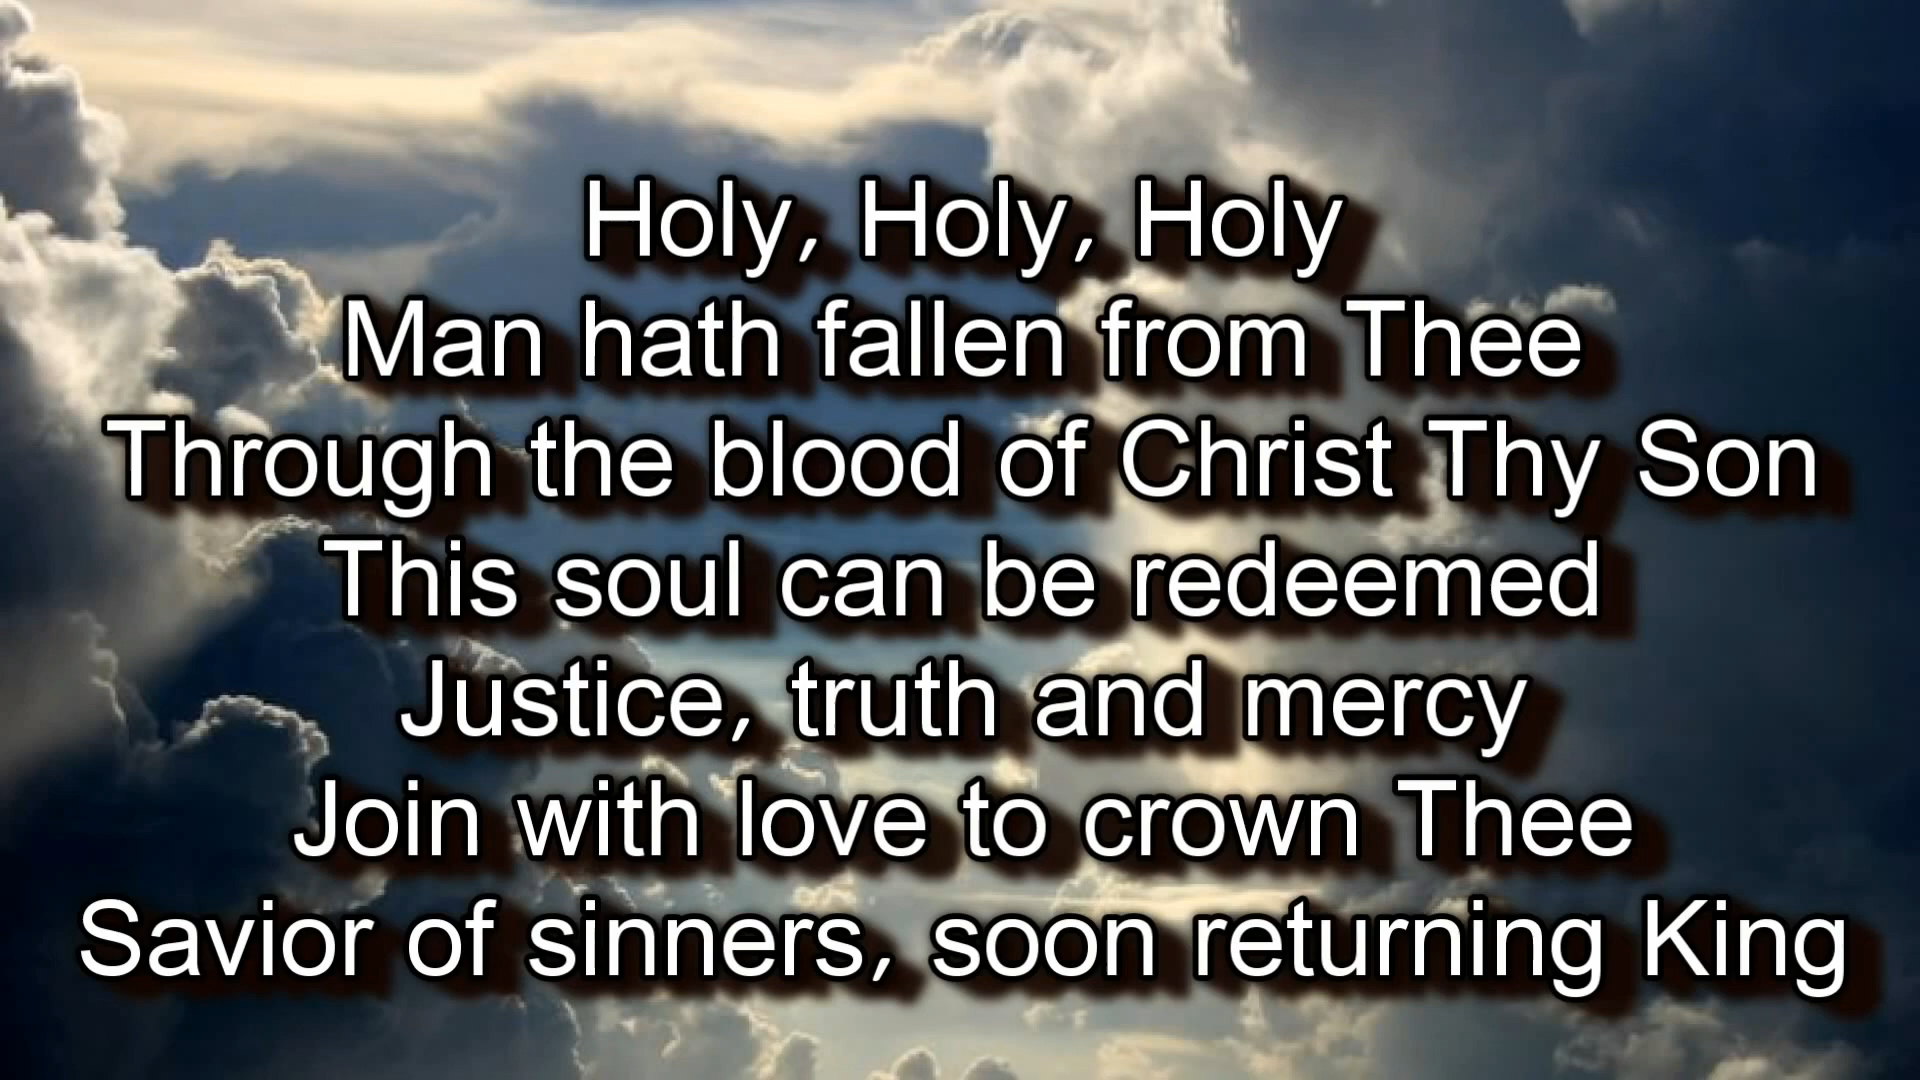 Holy, Holy, Holy
Man hath fallen from Thee
Through the blood of Christ Thy Son
This soul can be redeemed
Justice, truth and mercy
Join with love to crown Thee
Savior of sinners, soon returning King